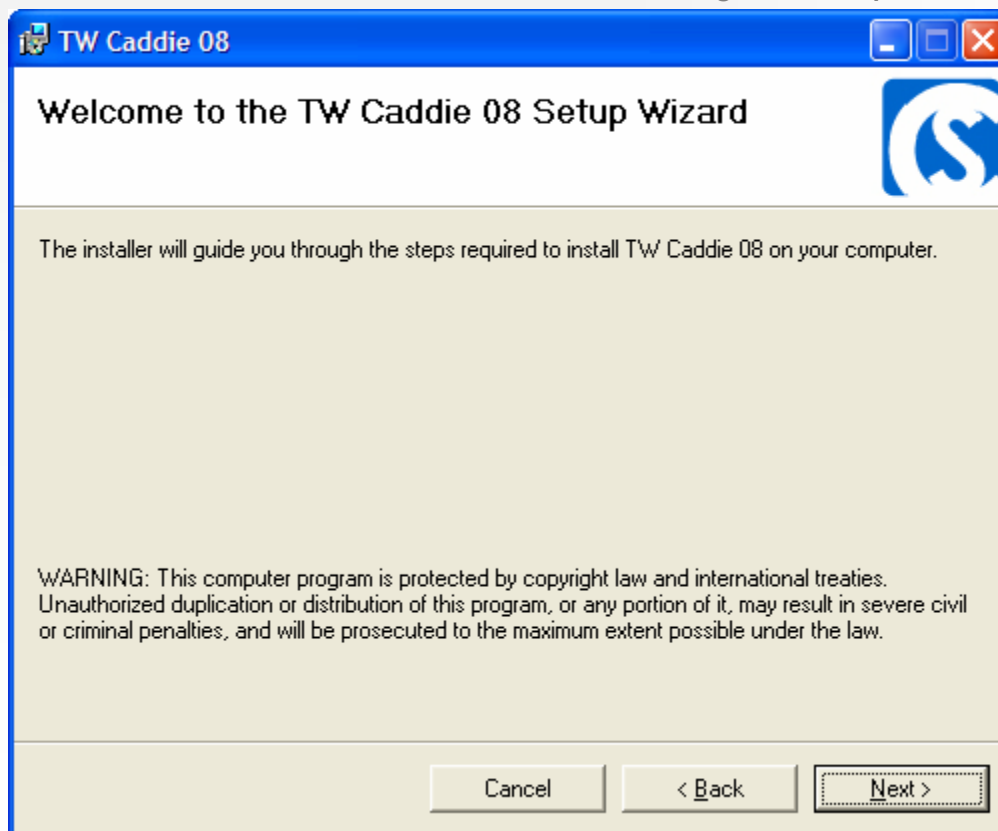 TW Caddie 08
Welcome to the TW Caddie 08 Setup Wizard
The installer will guide you through the steps required to install TW Caddie 08 on your computer.
WARNING: This computer program is protected by copyright law and international treaties.
Unauthorized duplication or distribution of this program, or any portion of it, may result in severe civil
or criminal penalties, and will be prosecuted to the maximum extent possible under the law.
Cancel
< Back
Next >